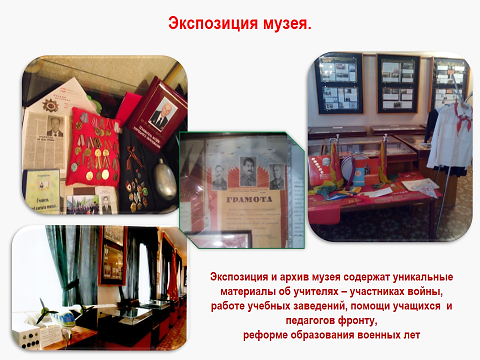 Экспозиция музея.
ГРАМОТА
Экспозиция и архив музея содержат уникальные
материалы об учителях – участниках войны,
работе учебных заведений, помощи учащихся и
педагогов фронту,
реформе образования военных лет